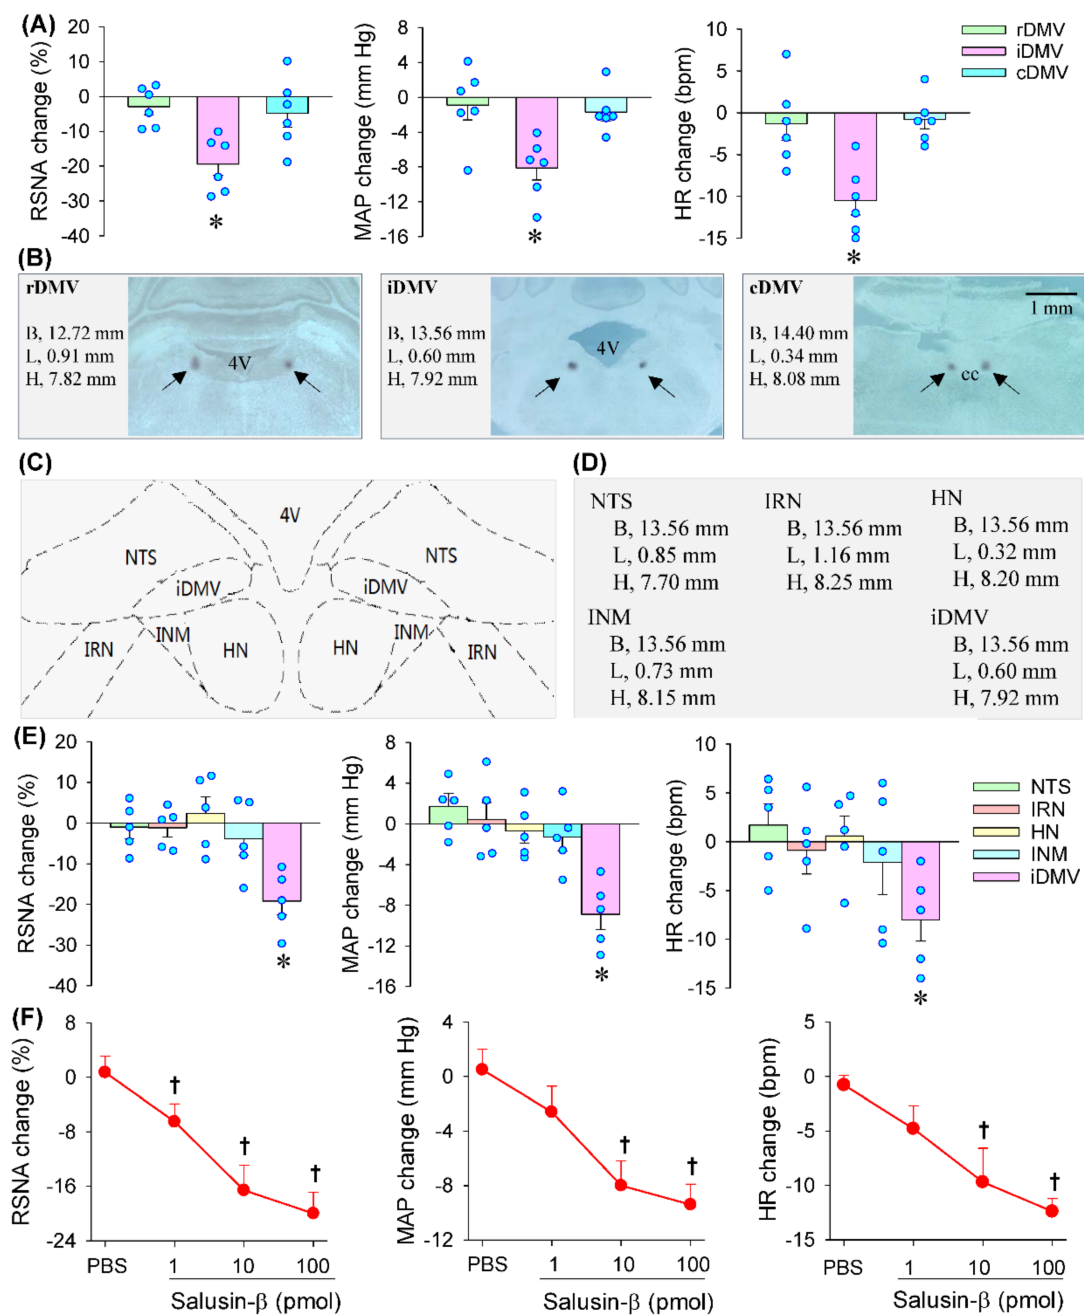 (A)
RSNA change (%)
20
10
0
-10
-20
-30
-40
*
MAP change (mm Hg)
8
4
0
-4
-8
-12
-16
*
HR change (bpm)
10
5
0
-5
-10
-15
*
rDMV
iDMV
cDMV
(B)
rDMV
B, 12.72 mm
L, 0.91 mm
H, 7.82 mm
4V
iDMV
B, 13.56 mm
L, 0.60 mm
H, 7.92 mm
4V
cDMV
B, 14.40 mm
L, 0.34 mm
H, 8.08 mm
cc
1 mm
(C)
4V
NTS
NTS
iDMV
iDMV
IRN
INM
HN
HN
INM
IRN
(D)
NTS
B, 13.56 mm
L, 0.85 mm
H, 7.70 mm
IRN
B, 13.56 mm
L, 1.16 mm
H, 8.25 mm
HN
B, 13.56 mm
L, 0.32 mm
H, 8.20 mm
INM
B, 13.56 mm
L, 0.73 mm
H, 8.15 mm
iDMV
B, 13.56 mm
L, 0.60 mm
H, 7.92 mm
(E)
RSNA change (%)
20
10
0
-10
-20
-30
-40
*
MAP change (mm Hg)
8
4
0
-4
-8
-12
-16
*
HR change (bpm)
10
5
0
-5
-10
-15
*
NTS
IRN
HN
INM
iDMV
(F)
RSNA change (%)
8
0
-8
-16
-24
†
†
†
PBS 1 10 100
Salusin-β (pmol)
MAP change (mm Hg)
4
0
-4
-8
-12
†
†
PBS 1 10 100
Salusin-β (pmol)
HR change (bpm)
5
0
-5
-10
-15
†
†
PBS 1 10 100
Salusin-β (pmol)